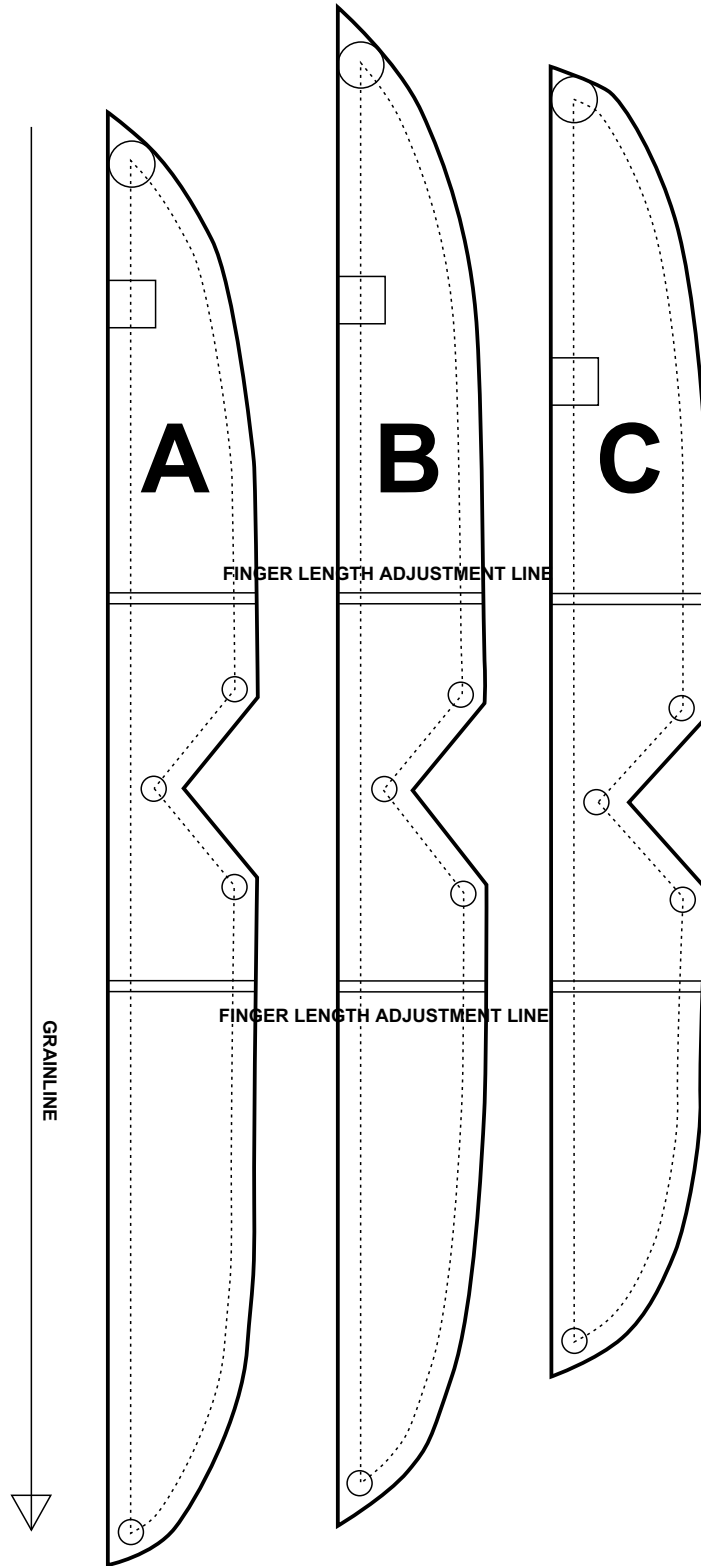 A
B
C
FINGER LENGTH ADJUSTMENT LINE
FINGER LENGTH ADJUSTMENT LINE
GRAINLINE